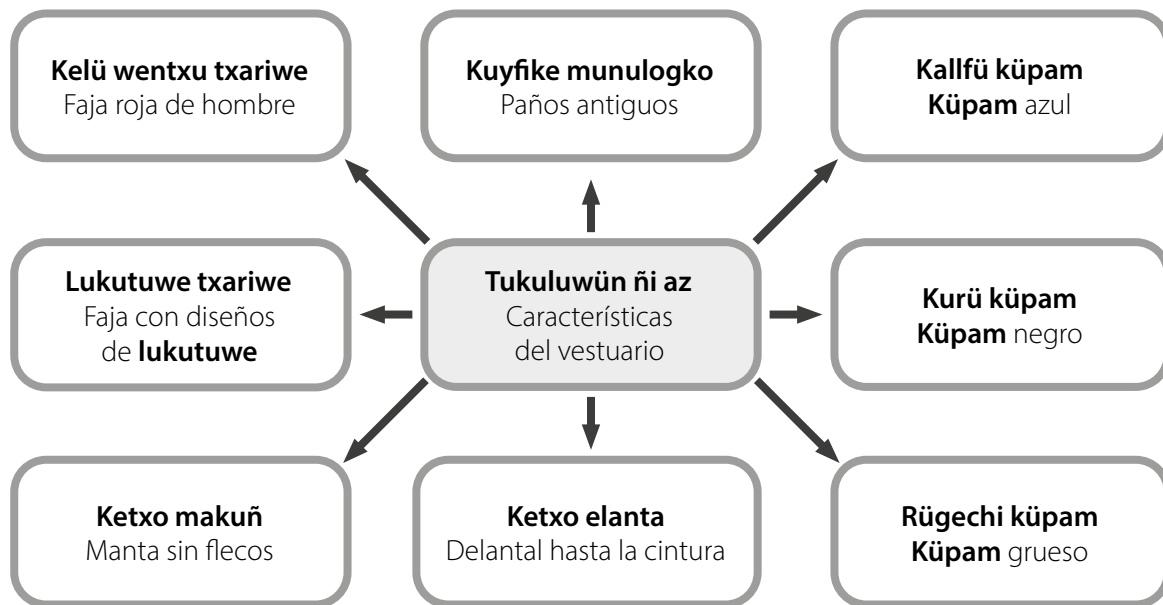 Kelü wentxu txariwe
Faja roja de hombre
Kuyfike munulogko
Paños antiguos
Kallfü küpam
Küpam azul
Lukutuwe txariwe
Faja con diseños
de lukutuwe
Tukuluwün ñi az
Características
del vestuario
Kurü küpam
Küpam negro
Ketxo makuñ
Manta sin flecos
Ketxo elanta
Delantal hasta la cintura
Rügechi küpam
Küpam grueso